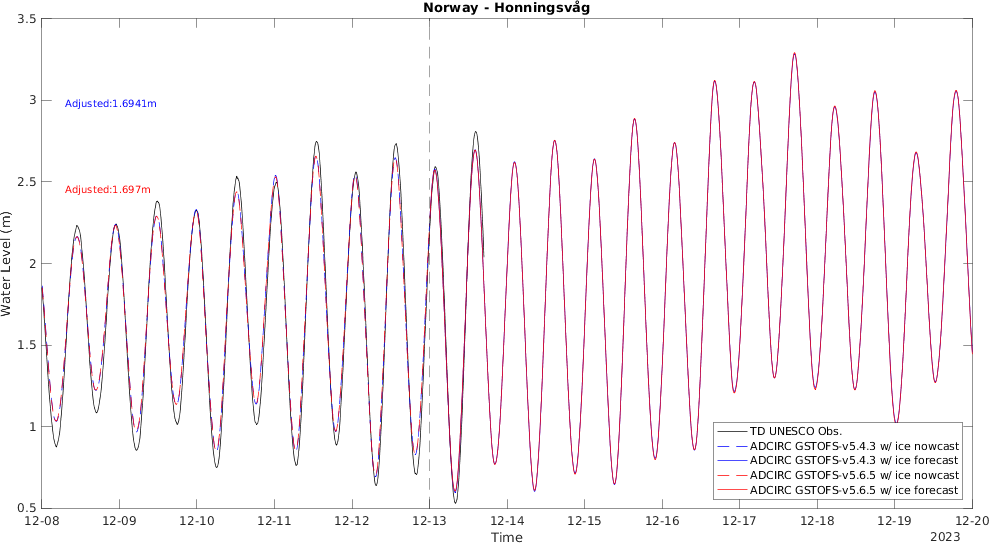 Norway - Honningsvåg
3.5
3
2.5
2
1.5
1
0.5
Water Level (m)
Adjusted:1.6941m
Adjusted:1.697m
TD UNESCO Obs.
ADCIRC GSTOFS-v5.4.3 w/ ice nowcast
ADCIRC GSTOFS-v5.4.3 w/ ice forecast
ADCIRC GSTOFS-v5.6.5 w/ ice nowcast
ADCIRC GSTOFS-v5.6.5 w/ ice forecast
12-08 12-09 12-10 12-11 12-12 12-13 12-14 12-15 12-16 12-17 12-18 12-19 12-20
Time
2023